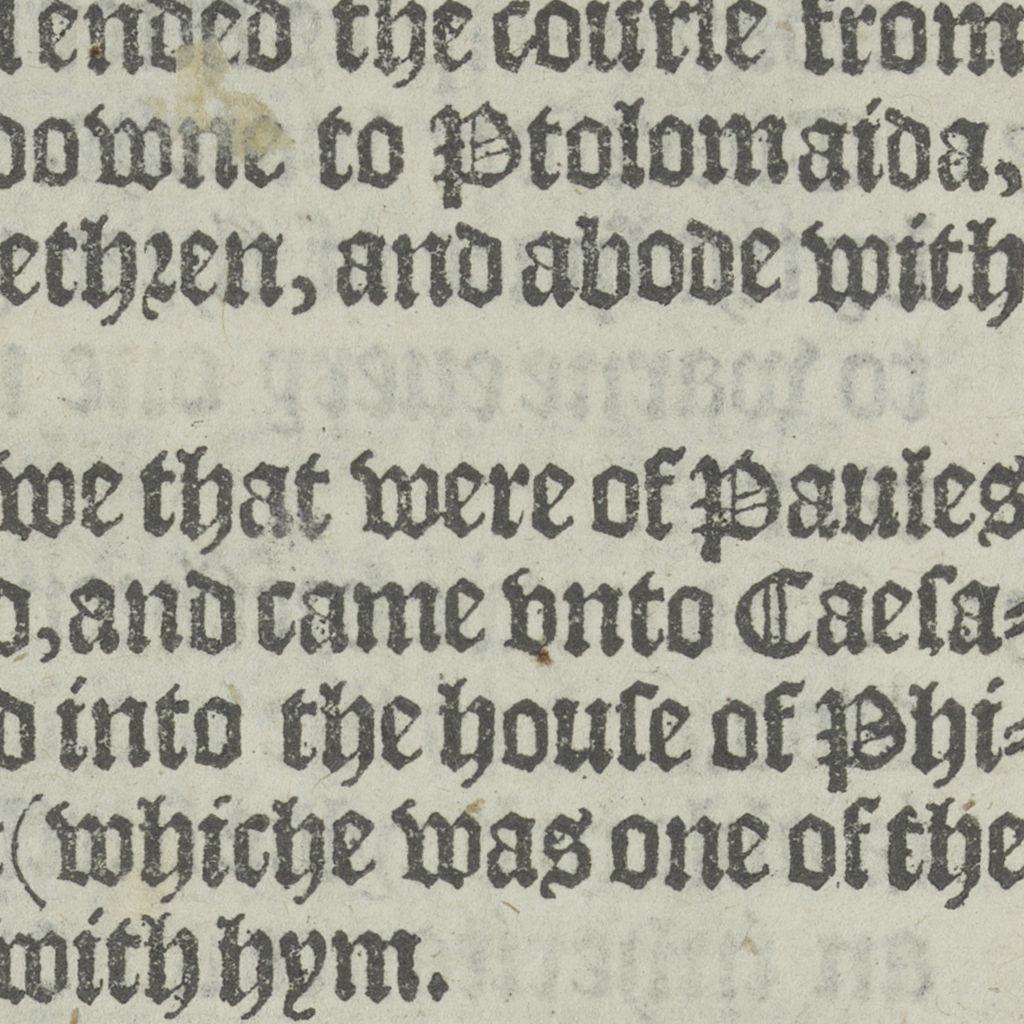 ended the courſe from
downe to Ptolomaida,
ethꝛen, and abode with
we that were of Paules
d, and came vnto Caeſa-
d into the houſe of Phi-
(whiche was one of the
with hym.